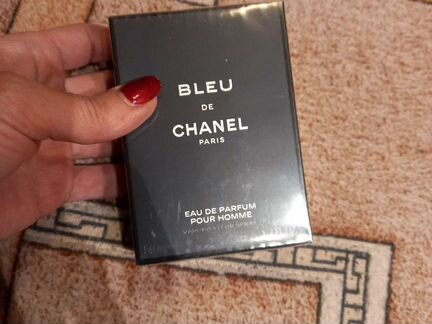 BLEU
DE
CHANEL
PARIS
EAU DE PARFUM
POUR HOMME